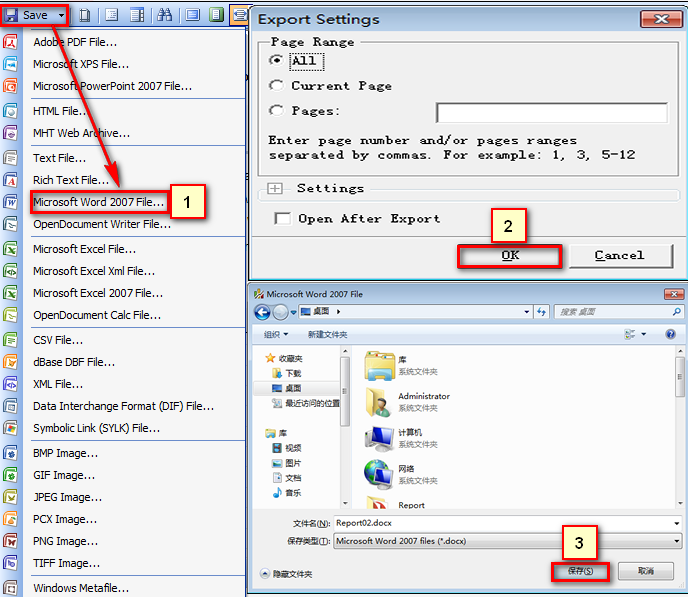 Save
Adobe PDF File...
Microsoft XPS File...
Microsoft PowerPoint 2007 File...
HTML File...
MHT Web Archive...
Text File...
Rich Text File...
Microsoft Word 2007 File...
1
OpenDocument Writer File...
Microsoft Excel File...
Microsoft Excel Xml File...
Microsoft Excel 2007 File...
OpenDocument Calc File...
CSV File...
dBase DBF File...
XML File...
Data Interchange Format (DIF) File...
Symbolic Link (SYLK) File...
BMP Image...
GIF Image...
JPEG Image...
PCX Image...
PNG Image...
TIFF Image...
Windows Metafile...
Export Settings
Page Range
All
Current Page
Pages:
Enter page number and/or pages ranges
separated by commas. For example: 1, 3, 5-12
Settings
Open After Export
2
OK
Cancel
Microsoft Word 2007 File
桌面
搜索 桌面
组织
新建文件夹
收藏夹
下载
桌面
最近访问的位置
库
视频
图片
文档
音乐
库
系统文件夹
Administrator
系统文件夹
计算机
系统文件夹
网络
系统文件夹
Report
文件名(N):
Report02.docx
保存类型(T):
Microsoft Word 2007 files (*.docx)
3
隐藏文件夹
保存(S)
取消